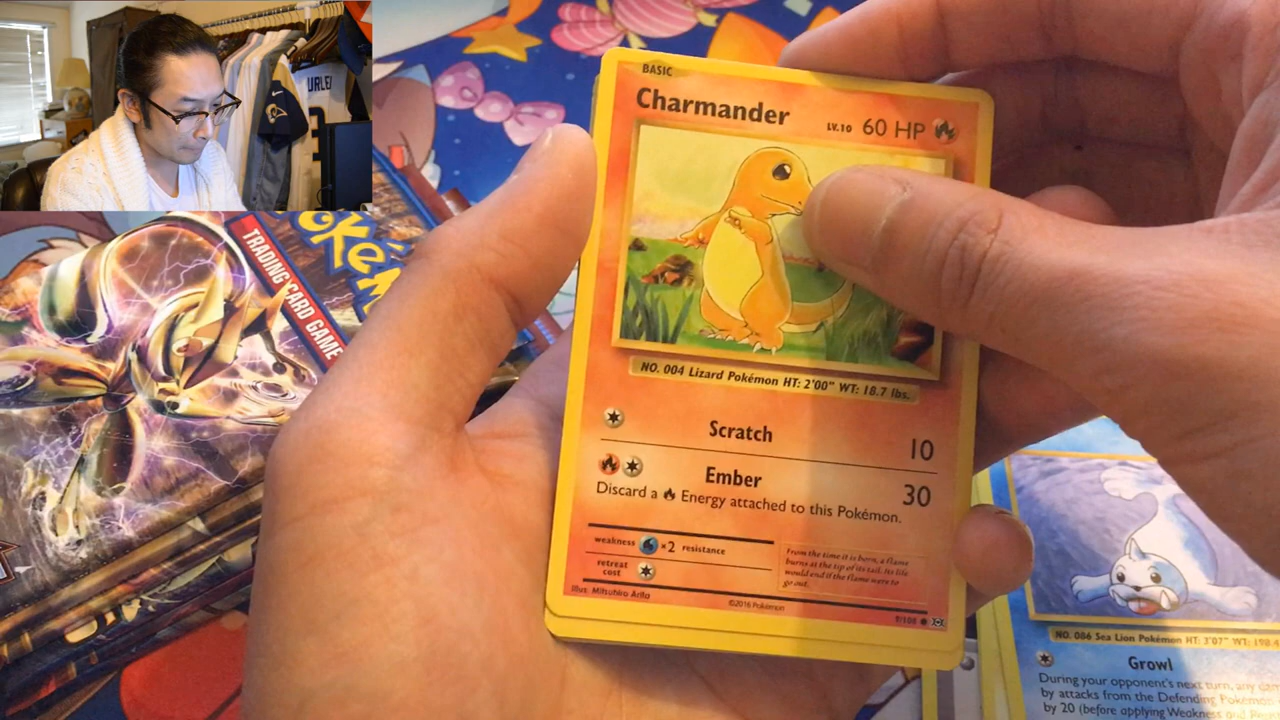 URLE
POKÉM
TRADING CARD GAME
BASIC
Charmander
LV.10 60 HP
NO. 004 Lizard Pokémon HT: 2'00" WT: 18.7 lbs.
Scratch 10
Ember 30
Discard a Energy attached to this Pokémon.
weakness ×2 resistance
retreat
cost
From the time it is born, a flame
burns at the tip of its tail. Its life
would end if the flame were to
go out.
Illus. Mitsuhiro Arita
©2016 Pokémon
9/108
NO. 086 Sea Lion Pokémon HT: 3'07" WT: 198.4
Growl
During your opponent's next turn, any
by attacks from the Defending Pokémon
by 20 (before applying Weakness and